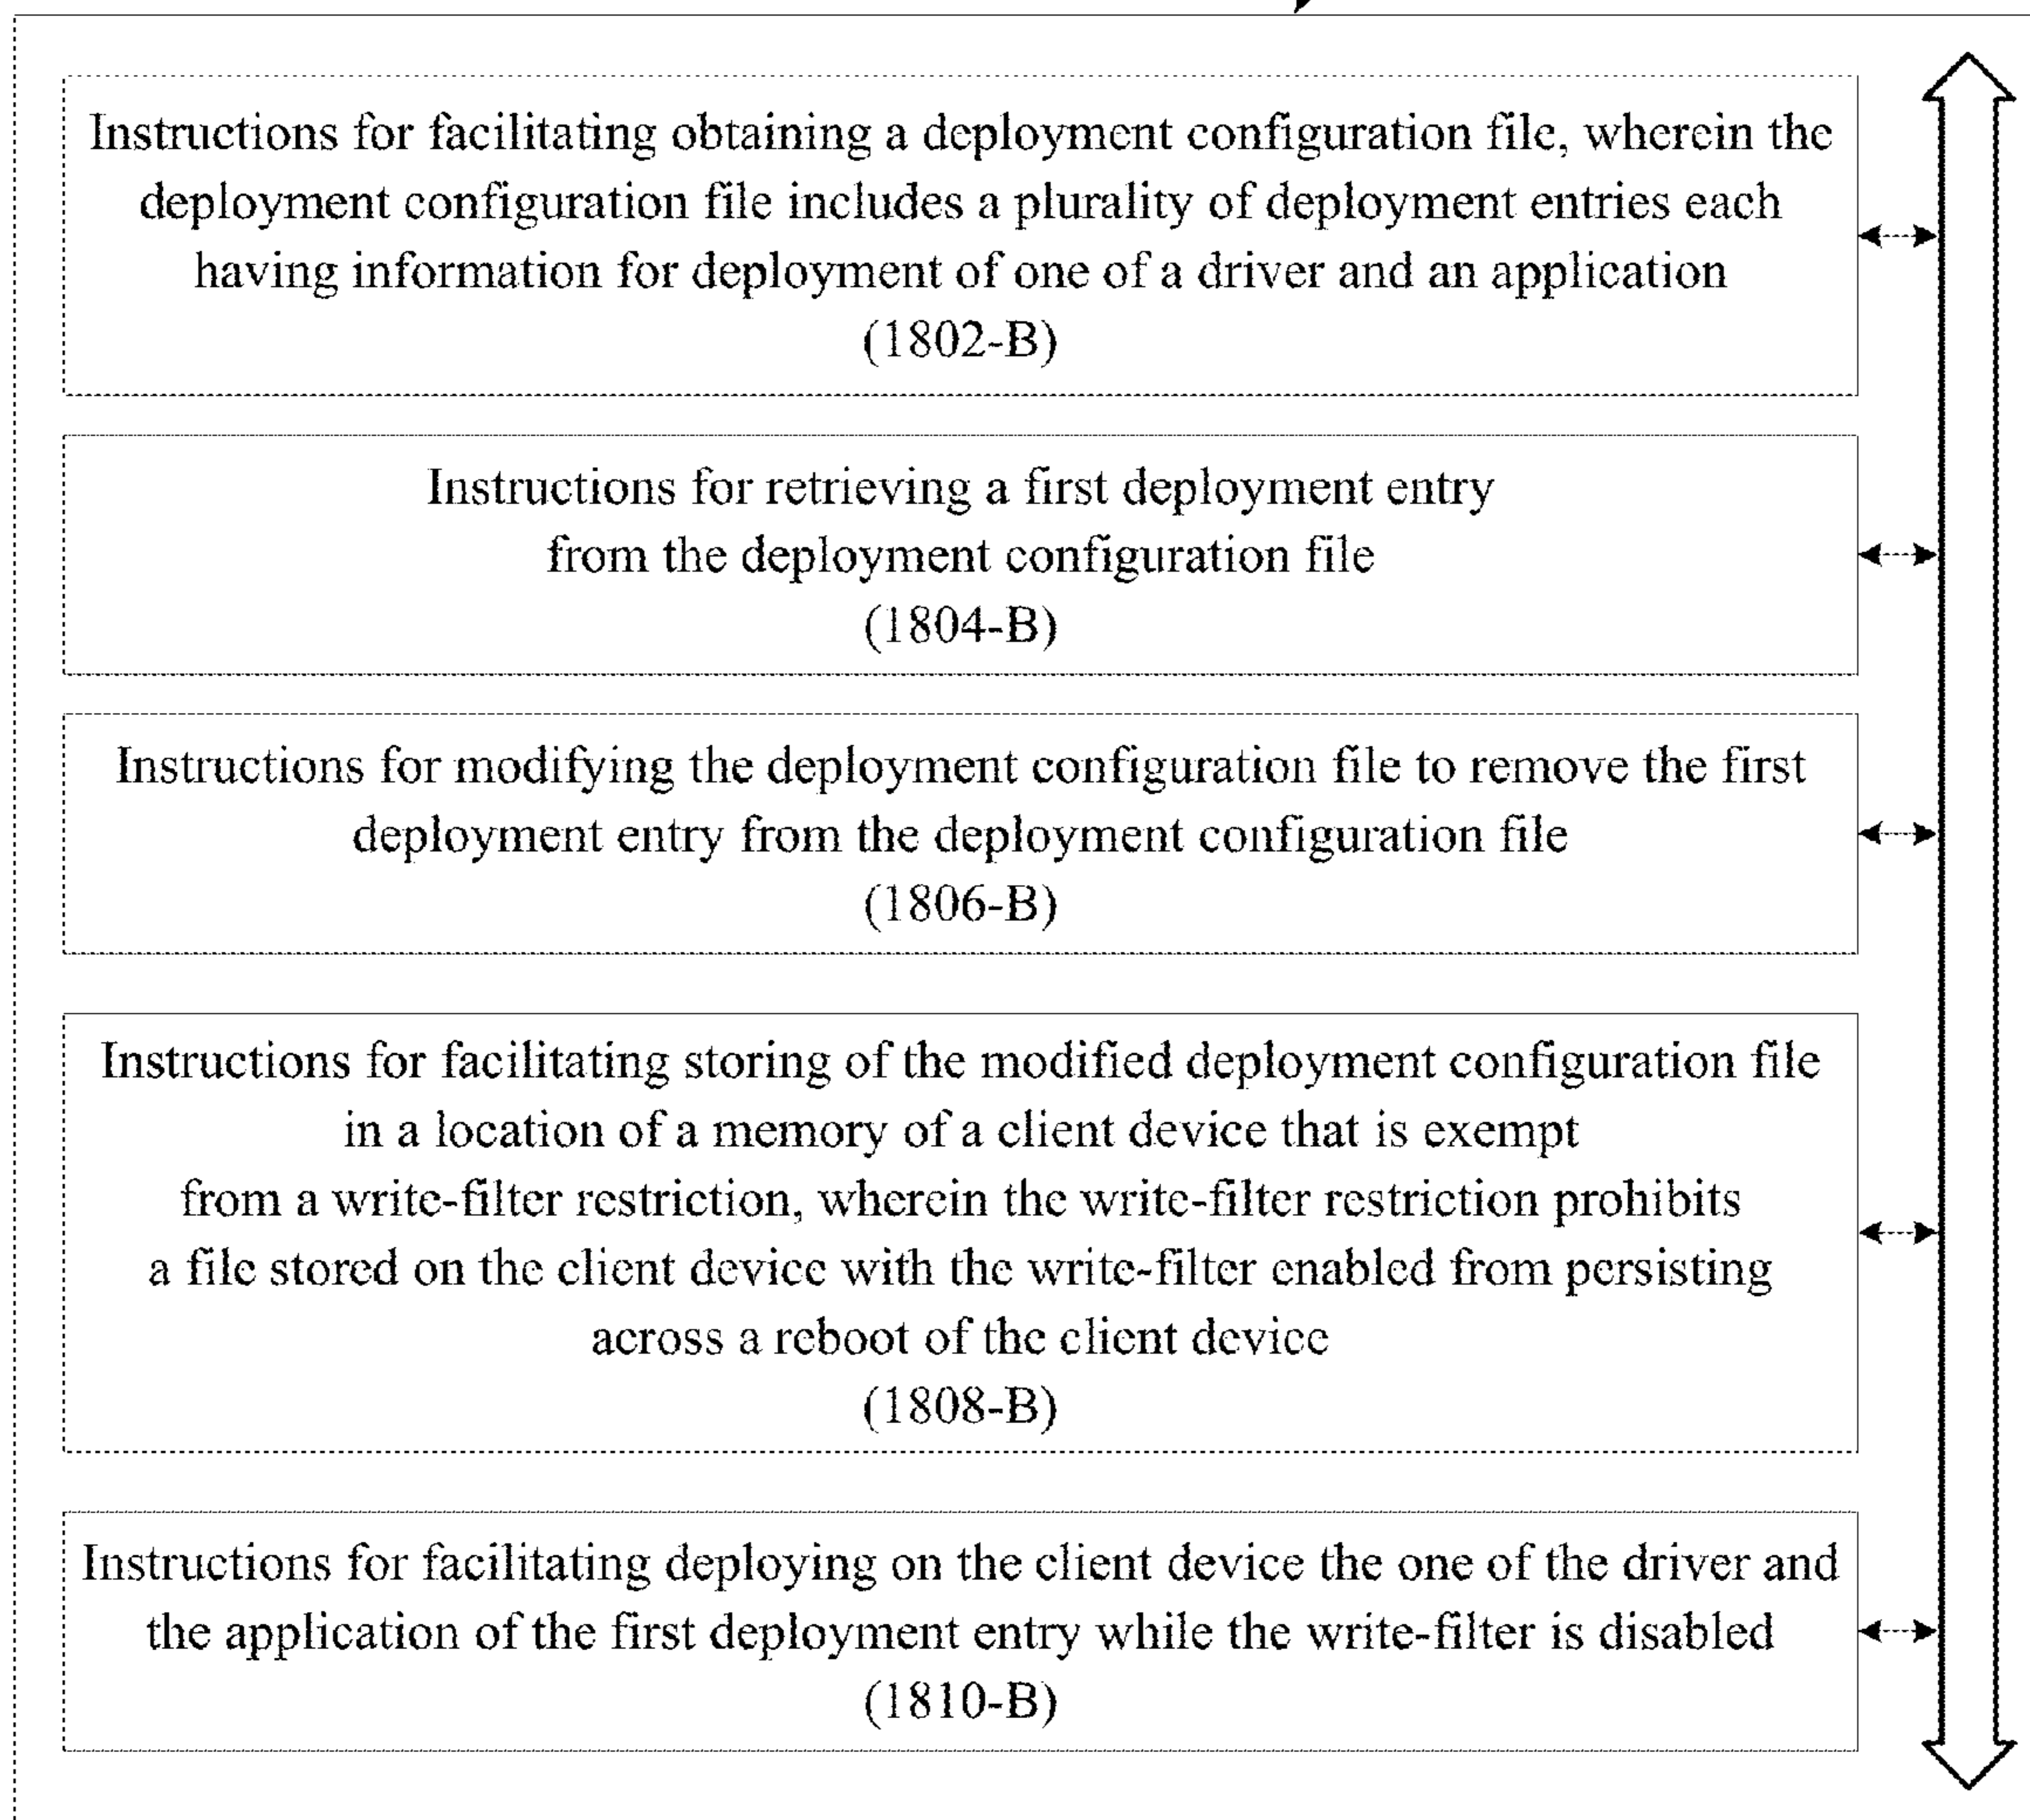 Instructions for facilitating obtaining a deployment configuration file, wherein the
deployment configuration file includes a plurality of deployment entries each
having information for deployment of one of a driver and an application
(1802-B)
Instructions for retrieving a first deployment entry
from the deployment configuration file
(1804-B)
Instructions for modifying the deployment configuration file to remove the first
deployment entry from the deployment configuration file
(1806-B)
Instructions for facilitating storing of the modified deployment configuration file
in a location of a memory of a client device that is exempt
from a write-filter restriction, wherein the write-filter restriction prohibits
a file stored on the client device with the write-filter enabled from persisting
across a reboot of the client device
(1808-B)
Instructions for facilitating deploying on the client device the one of the driver and
the application of the first deployment entry while the write-filter is disabled
(1810-B)